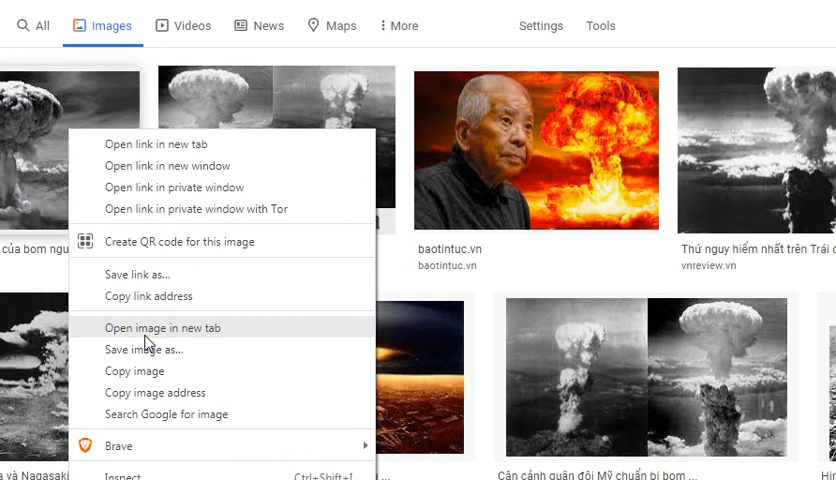 All Images Videos News Maps More Settings Tools
Open link in new tab
Open link in new window
Open link in private window
Open link in private window with Tor
Create QR code for this image
Save link as...
Copy link address
Open image in new tab
Save image as...
Copy image
Copy image address
Search Google for image
Brave
Inspect Ctrl+Shift+I
của bom ngu
baotintuc.vn
baotintuc.vn
Thứ nguy hiểm nhất trên Trái
vnreview.vn
và Nagasaki
...
Cận cảnh quân đội Mỹ chuẩn bị bom ...